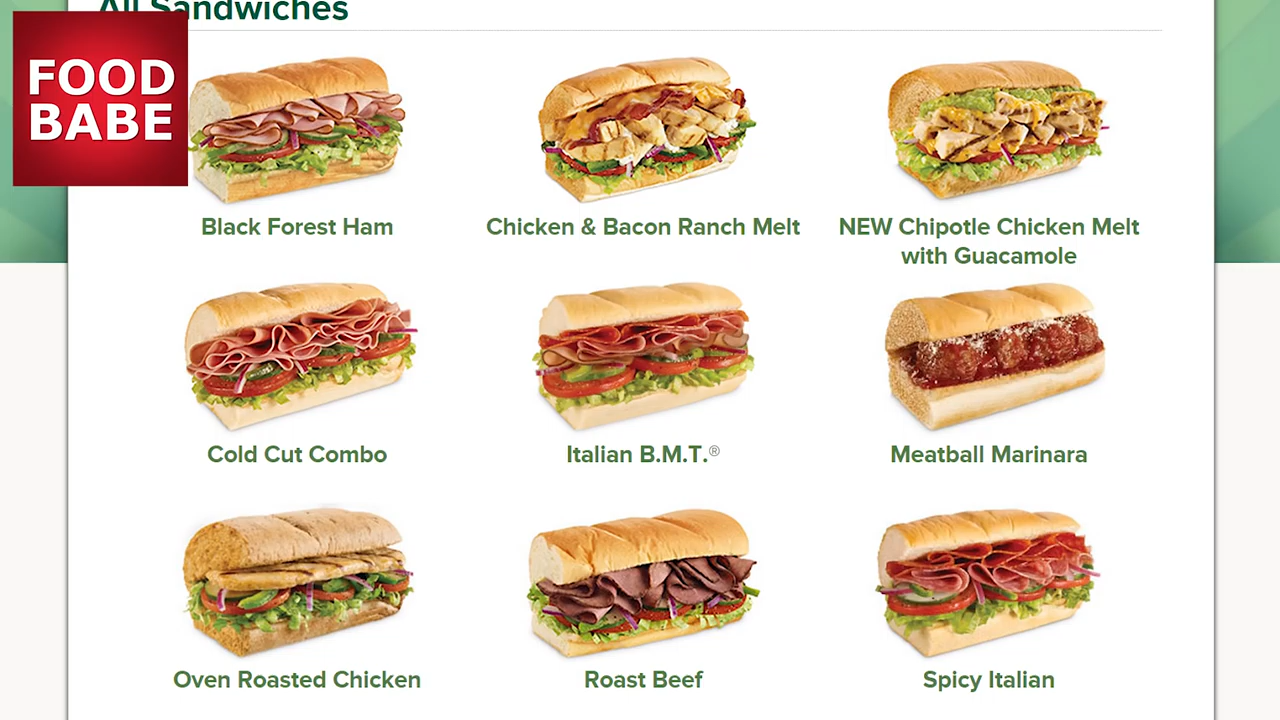 All Sandwiches
FOOD
BABE
Black Forest Ham
Chicken & Bacon Ranch Melt
NEW Chipotle Chicken Melt
with Guacamole
Cold Cut Combo
Italian B.M.T.®
Meatball Marinara
Oven Roasted Chicken
Roast Beef
Spicy Italian